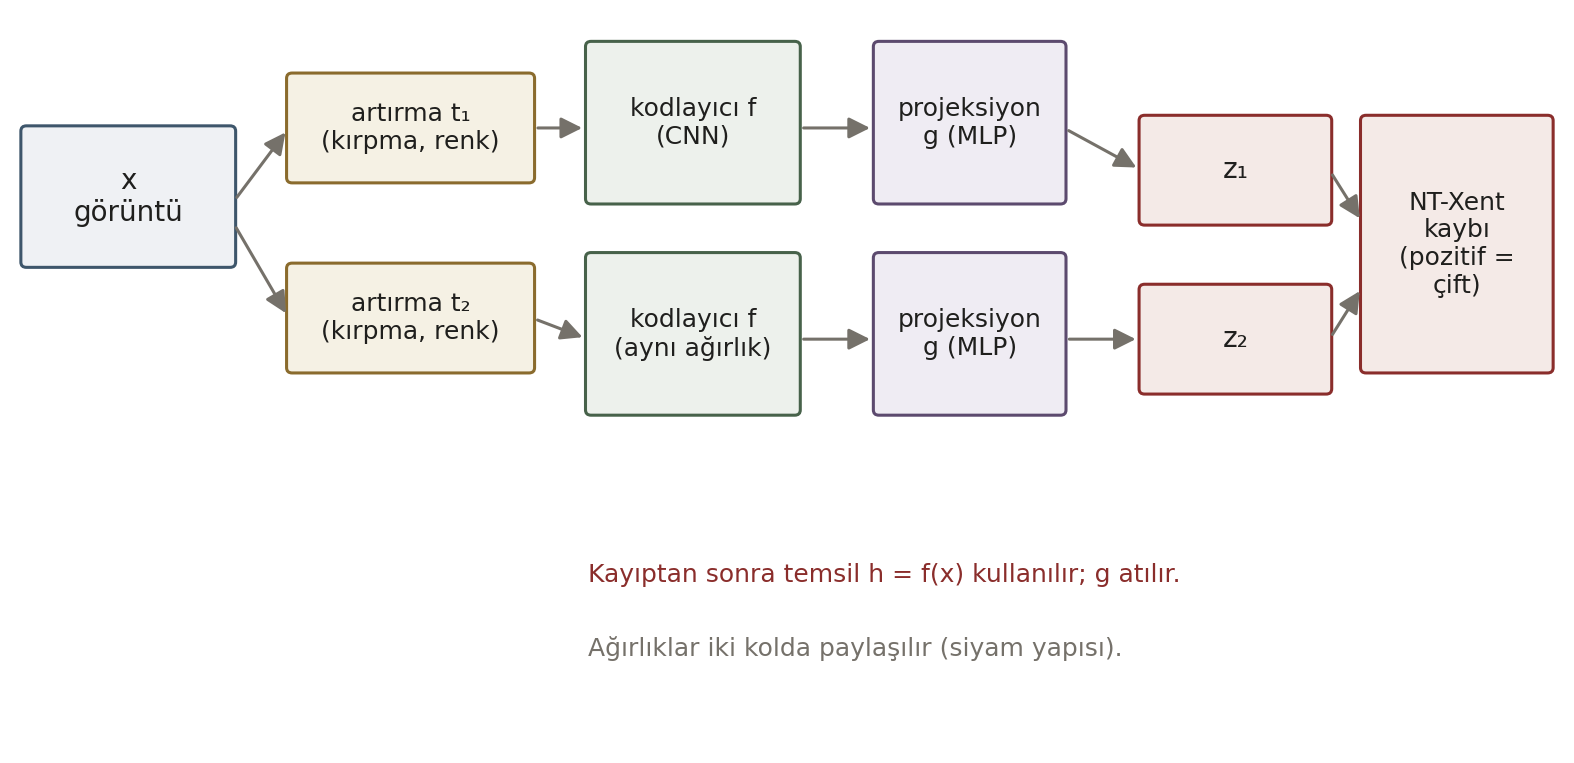 x
görüntü
artırma t₁
(kırpma, renk)
kodlayıcı f
(CNN)
projeksiyon
g (MLP)
z₁
artırma t₂
(kırpma, renk)
kodlayıcı f
(aynı ağırlık)
projeksiyon
g (MLP)
z₂
NT-Xent
kaybı
(pozitif =
çift)
Kayıptan sonra temsil h = f(x) kullanılır; g atılır.
Ağırlıklar iki kolda paylaşılır (siyam yapısı).